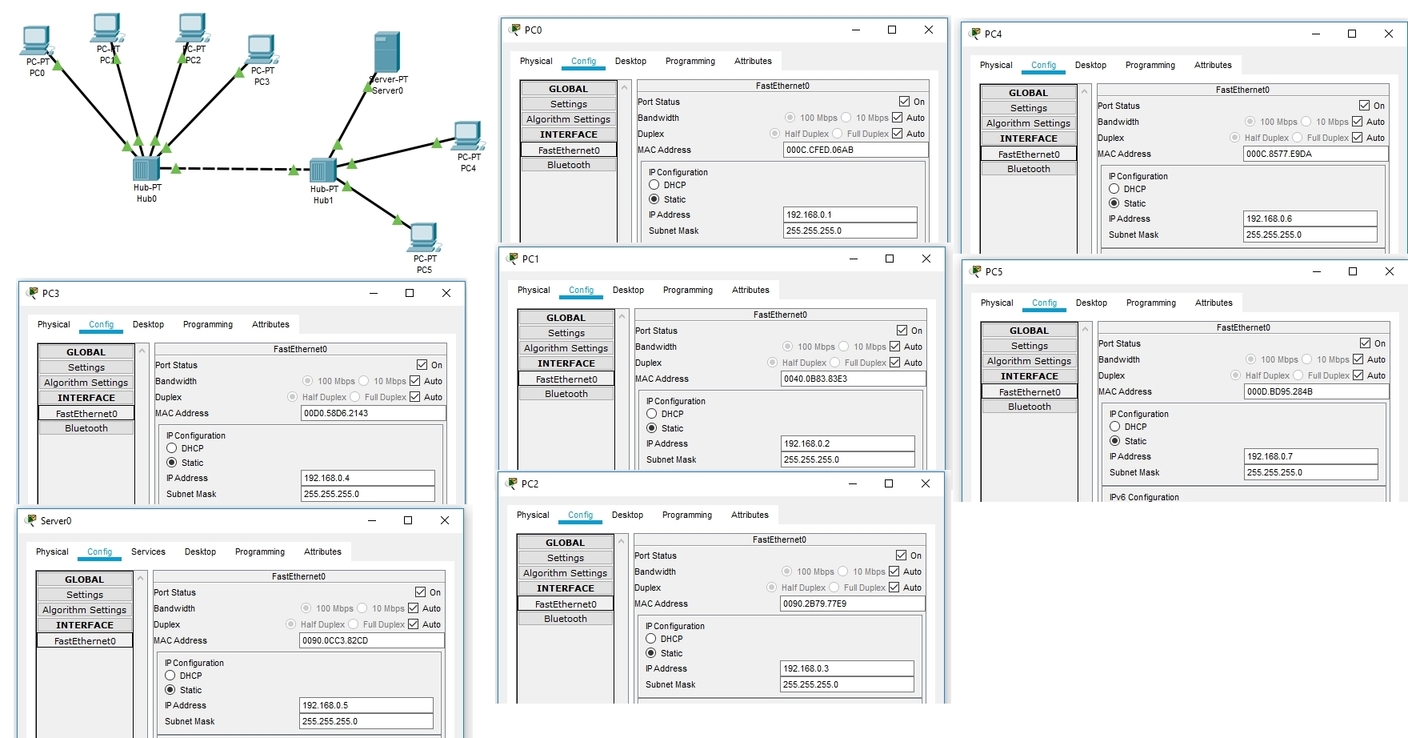 PC-PT
PC0
PC-PT
PC1
PC-PT
PC2
PC-PT
PC3
Server-PT
Server0
PC-PT
PC4
Hub-PT
Hub0
Hub-PT
Hub1
PC-PT
PC5
PC0
Physical Config Desktop Programming Attributes
GLOBAL
Settings
Algorithm Settings
INTERFACE
FastEthernet0
Bluetooth
FastEthernet0
Port Status On
Bandwidth 100 Mbps 10 Mbps Auto
Duplex Half Duplex Full Duplex Auto
MAC Address 000C.CFED.06AB
IP Configuration
DHCP
Static
IP Address 192.168.0.1
Subnet Mask 255.255.255.0
PC4
Physical Config Desktop Programming Attributes
GLOBAL
Settings
Algorithm Settings
INTERFACE
FastEthernet0
Bluetooth
FastEthernet0
Port Status On
Bandwidth 100 Mbps 10 Mbps Auto
Duplex Half Duplex Full Duplex Auto
MAC Address 000C.8577.E9DA
IP Configuration
DHCP
Static
IP Address 192.168.0.6
Subnet Mask 255.255.255.0
PC1
Physical Config Desktop Programming Attributes
GLOBAL
Settings
Algorithm Settings
INTERFACE
FastEthernet0
Bluetooth
FastEthernet0
Port Status On
Bandwidth 100 Mbps 10 Mbps Auto
Duplex Half Duplex Full Duplex Auto
MAC Address 0040.0B83.83E3
IP Configuration
DHCP
Static
IP Address 192.168.0.2
Subnet Mask 255.255.255.0
PC5
Physical Config Desktop Programming Attributes
GLOBAL
Settings
Algorithm Settings
INTERFACE
FastEthernet0
Bluetooth
FastEthernet0
Port Status On
Bandwidth 100 Mbps 10 Mbps Auto
Duplex Half Duplex Full Duplex Auto
MAC Address 000D.BD95.284B
IP Configuration
DHCP
Static
IP Address 192.168.0.7
Subnet Mask 255.255.255.0
IPv6 Configuration
PC3
Physical Config Desktop Programming Attributes
GLOBAL
Settings
Algorithm Settings
INTERFACE
FastEthernet0
Bluetooth
FastEthernet0
Port Status On
Bandwidth 100 Mbps 10 Mbps Auto
Duplex Half Duplex Full Duplex Auto
MAC Address 00D0.58D6.2143
IP Configuration
DHCP
Static
IP Address 192.168.0.4
Subnet Mask 255.255.255.0
PC2
Physical Config Desktop Programming Attributes
GLOBAL
Settings
Algorithm Settings
INTERFACE
FastEthernet0
Bluetooth
FastEthernet0
Port Status On
Bandwidth 100 Mbps 10 Mbps Auto
Duplex Half Duplex Full Duplex Auto
MAC Address 0090.2B79.77E9
IP Configuration
DHCP
Static
IP Address 192.168.0.3
Subnet Mask 255.255.255.0
Server0
Physical Config Services Desktop Programming Attributes
GLOBAL
Settings
Algorithm Settings
INTERFACE
FastEthernet0
FastEthernet0
Port Status On
Bandwidth 100 Mbps 10 Mbps Auto
Duplex Half Duplex Full Duplex Auto
MAC Address 0090.0CC3.82CD
IP Configuration
DHCP
Static
IP Address 192.168.0.5
Subnet Mask 255.255.255.0